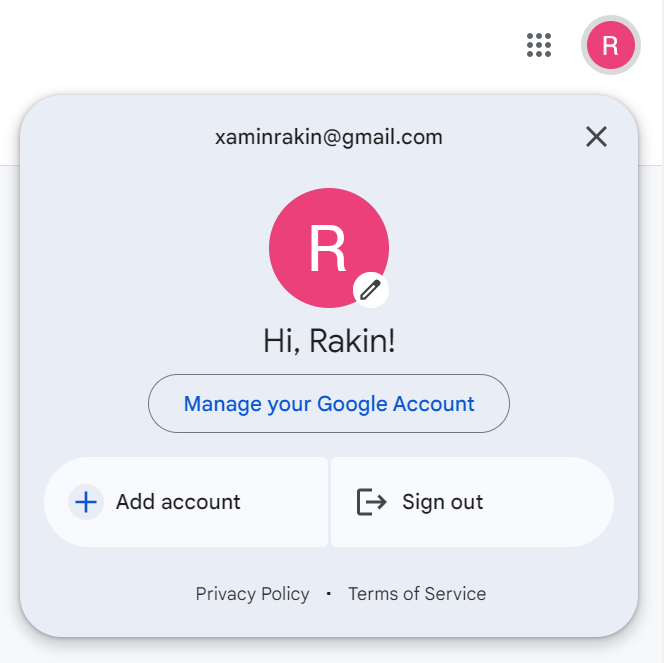 R
xaminrakin@gmail.com
R
Hi, Rakin!
Manage your Google Account
Add account
Sign out
Privacy Policy • Terms of Service